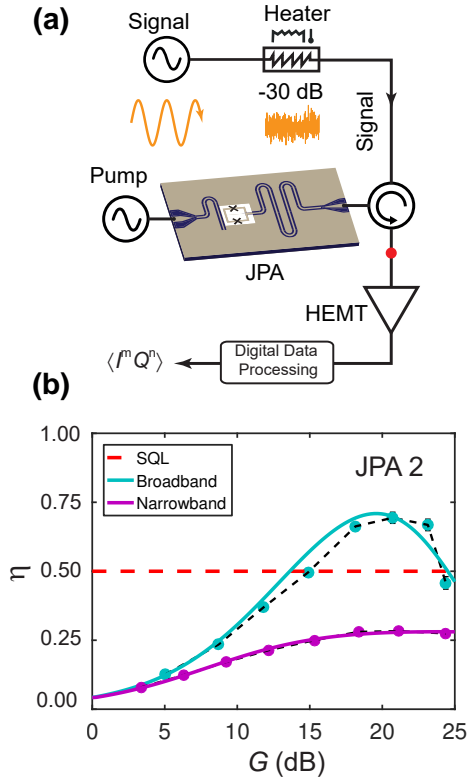 (a)
Signal
Heater
-30 dB
Signal
Pump
JPA
HEMT
⟨IᵐQⁿ⟩
Digital Data
Processing
(b)
JPA 2
SQL
Broadband
Narrowband
1.00
0.75
0.50
0.25
0.00
η
0 5 10 15 20 25
G (dB)